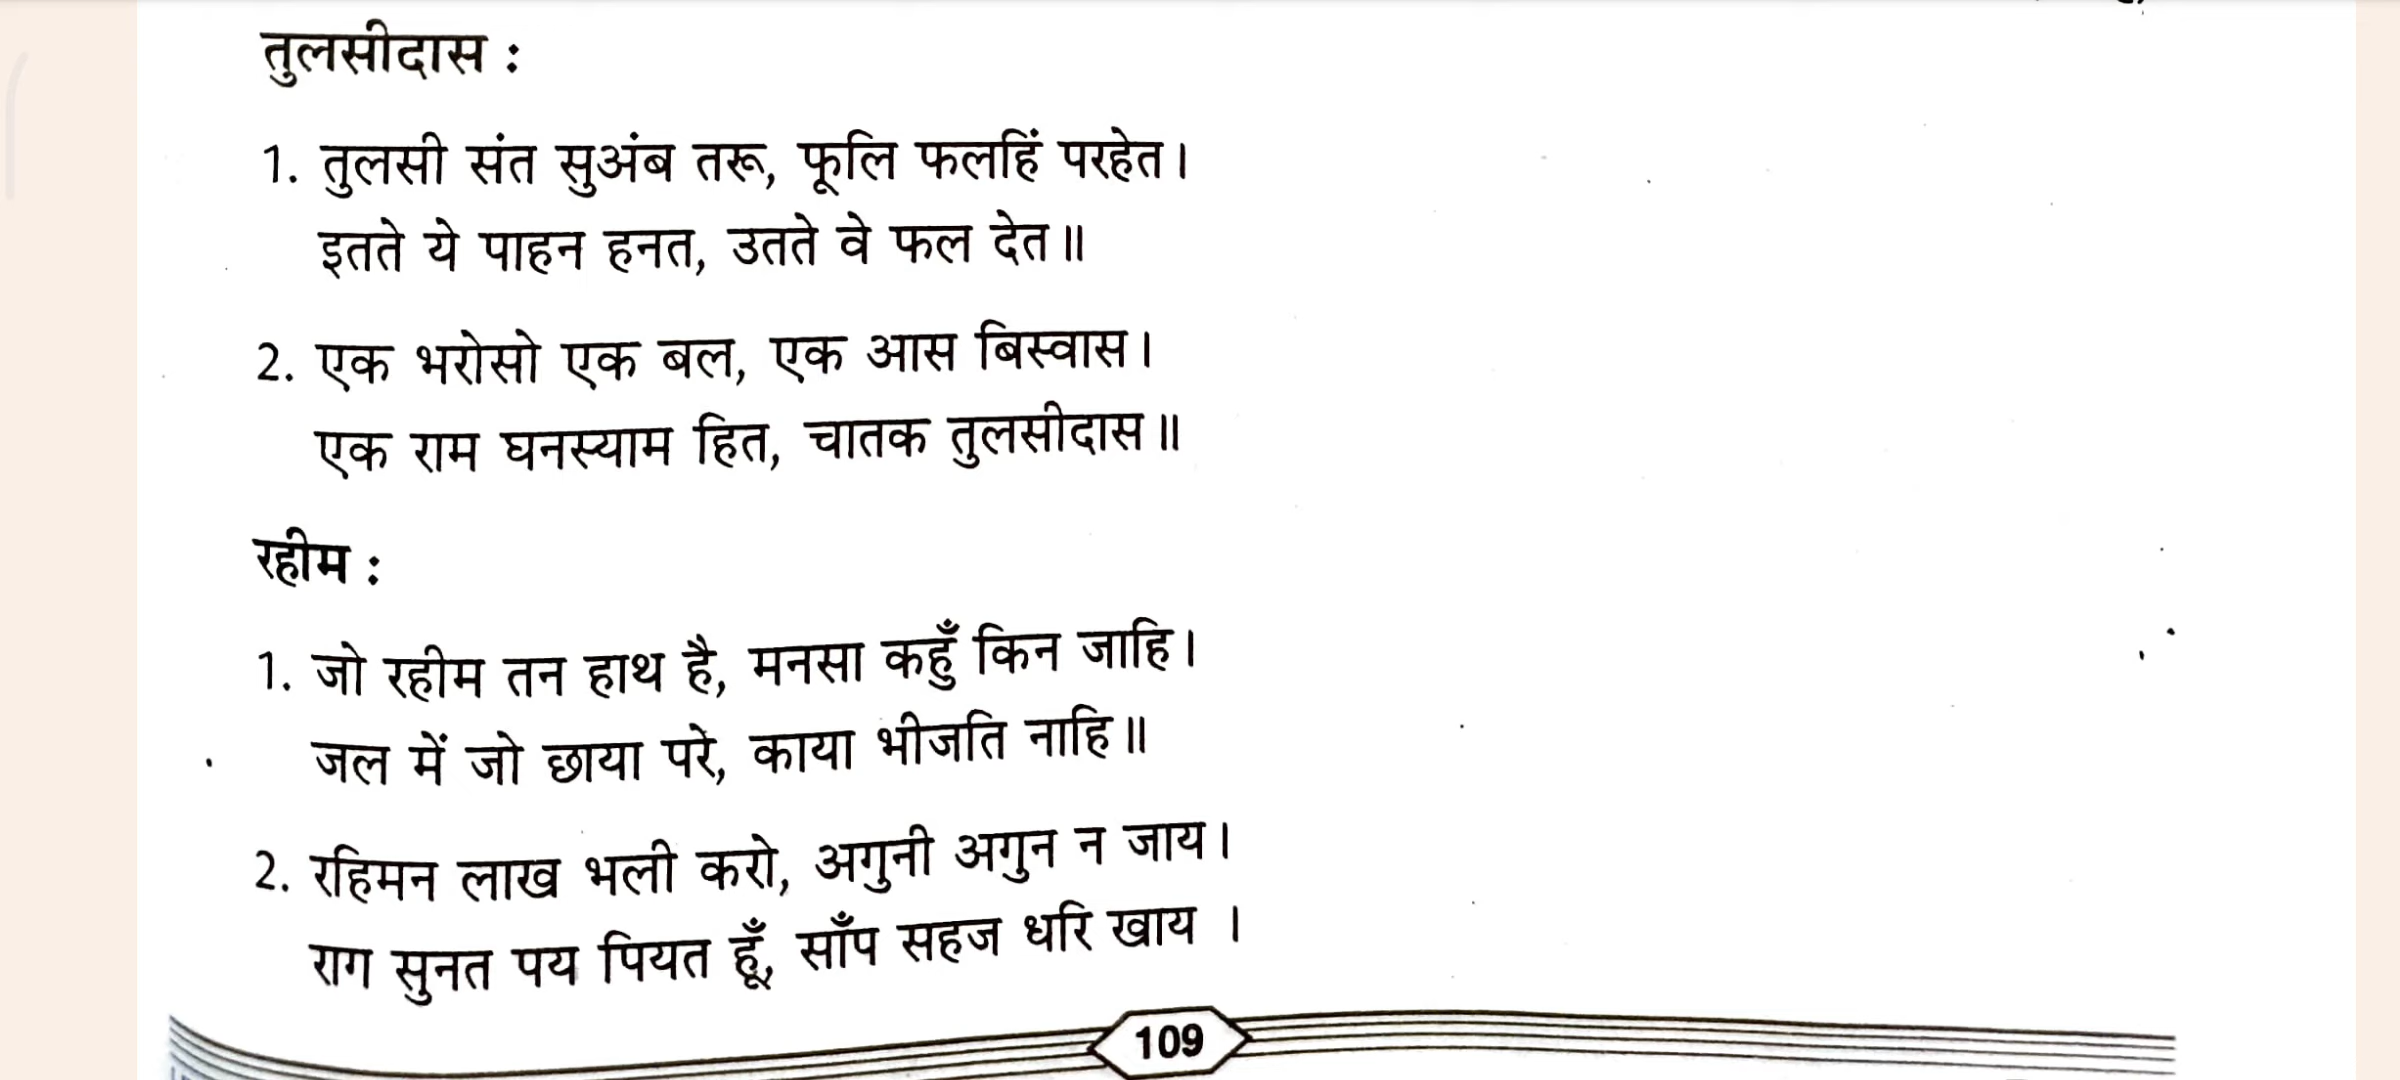 तुलसीदास :
1. तुलसी संत सुअंब तरू, फूलि फलहिं परहेत।
इतते ये पाहन हनत, उतते वे फल देत॥
2. एक भरोसो एक बल, एक आस बिस्वास।
एक राम घनस्याम हित, चातक तुलसीदास॥
रहीम :
1. जो रहीम तन हाथ है, मनसा कहुँ किन जाहि।
जल में जो छाया परे, काया भीजति नाहि॥
2. रहिमन लाख भली करो, अगुनी अगुन न जाय।
राग सुनत पय पियत हूँ, साँप सहज धरि खाय ।
109